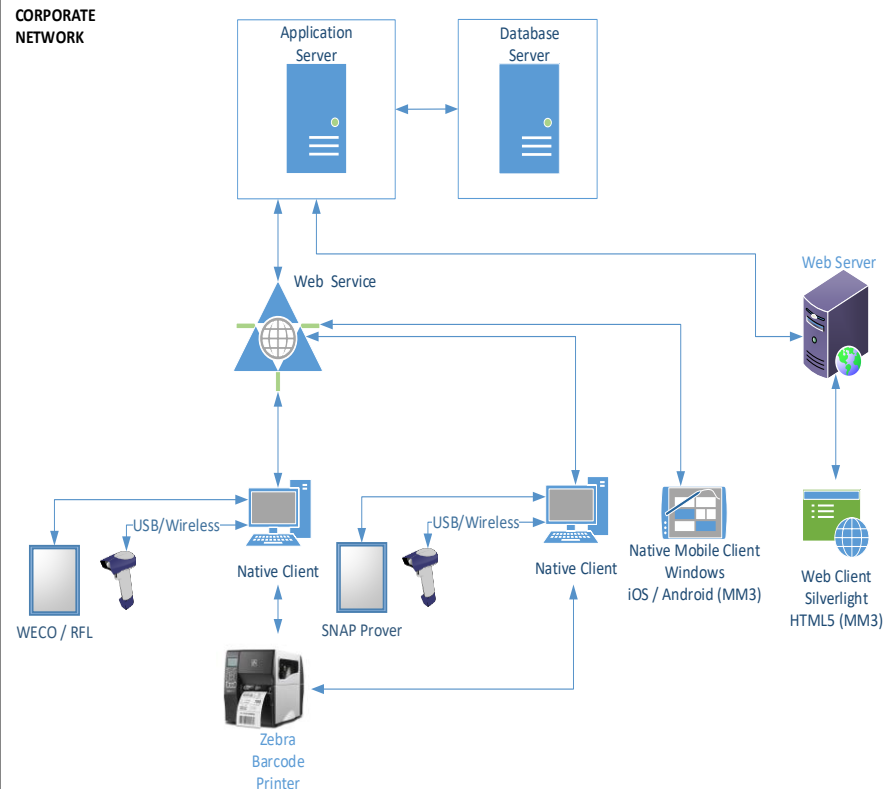 CORPORATE
NETWORK
Application
Server
Database
Server
Web Service
Web Server
USB/Wireless
USB/Wireless
Native Client
Native Client
Native Mobile Client
Windows
iOS / Android (MM3)
Web Client
Silverlight
HTML5 (MM3)
WECO / RFL
SNAP Prover
Zebra
Barcode
Printer